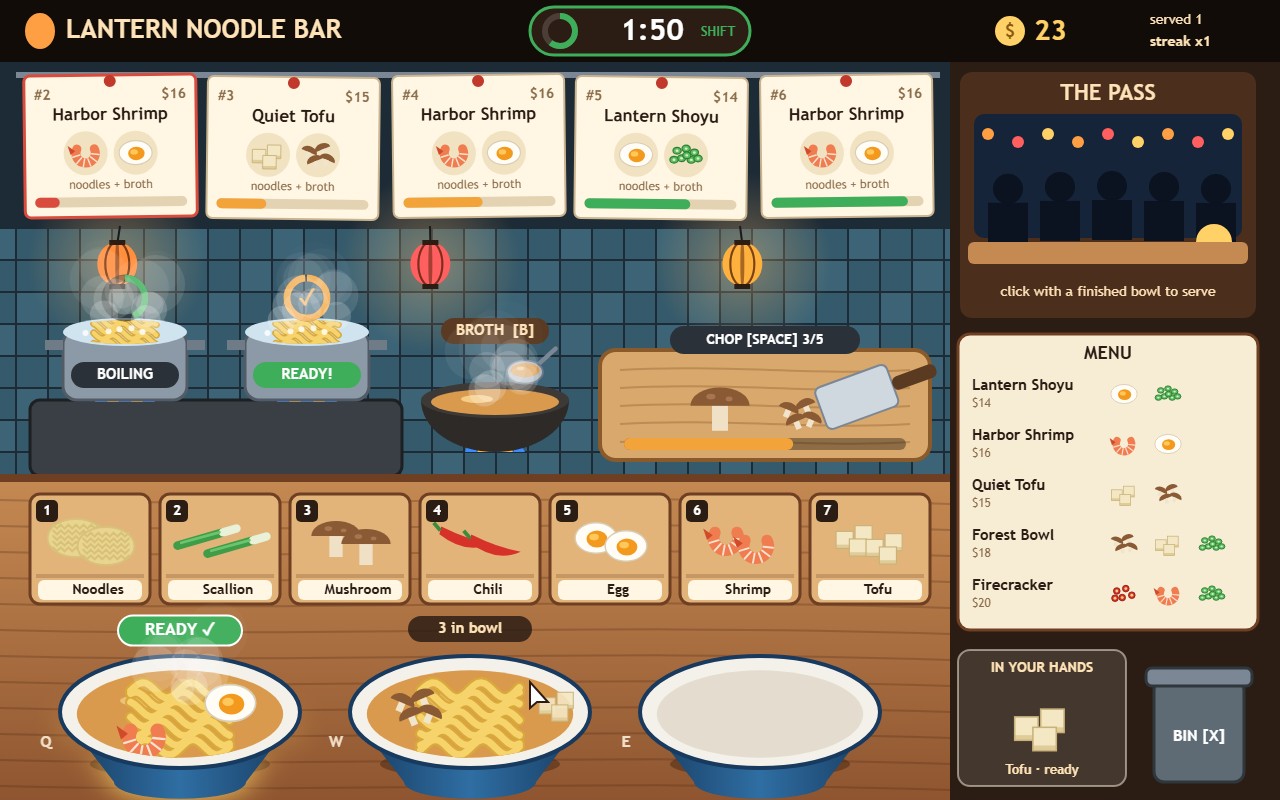 LANTERN NOODLE BAR
1:50 SHIFT
$ 23
served 1
streak x1
#2 $16
Harbor Shrimp
noodles + broth
#3 $15
Quiet Tofu
noodles + broth
#4 $16
Harbor Shrimp
noodles + broth
#5 $14
Lantern Shoyu
noodles + broth
#6 $16
Harbor Shrimp
noodles + broth
THE PASS
click with a finished bowl to serve
BOILING
READY!
BROTH [B]
CHOP [SPACE] 3/5
MENU
Lantern Shoyu
$14
Harbor Shrimp
$16
Quiet Tofu
$15
Forest Bowl
$18
Firecracker
$20
1
Noodles
2
Scallion
3
Mushroom
4
Chili
5
Egg
6
Shrimp
7
Tofu
READY ✓
3 in bowl
Q
W
E
IN YOUR HANDS
Tofu · ready
BIN [X]